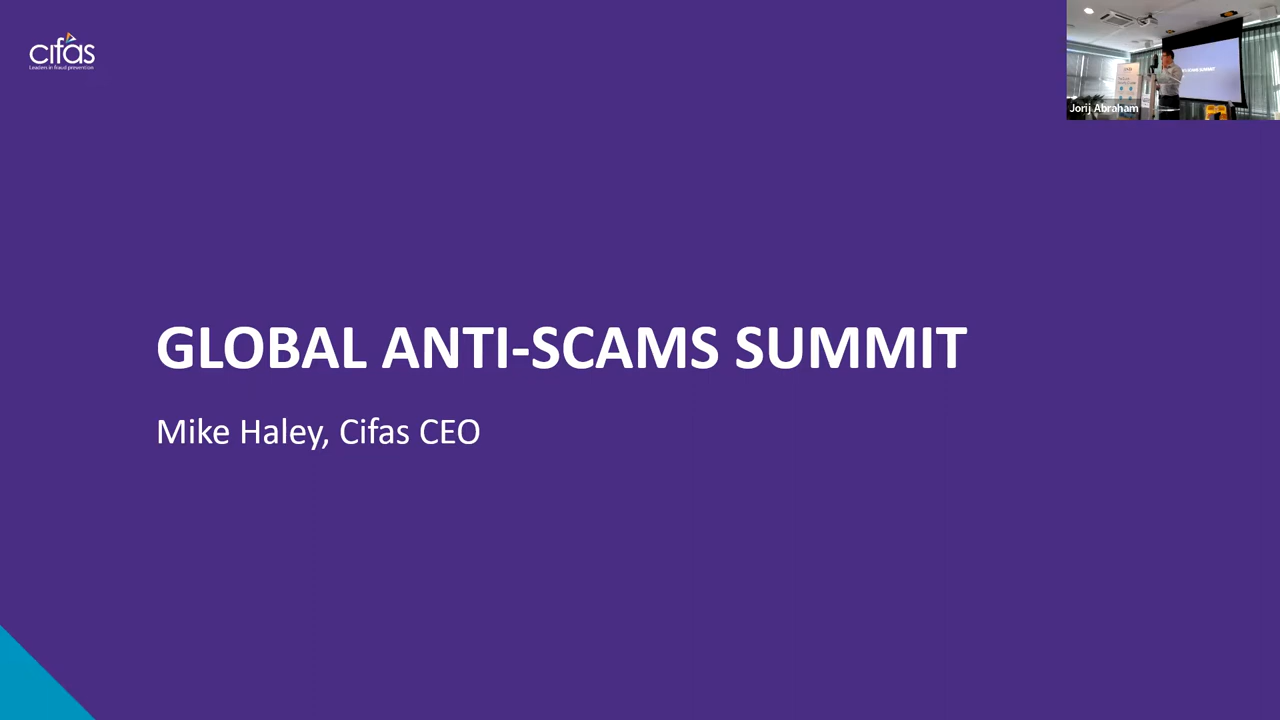 cifas
Leaders in fraud prevention
Jorij Abraham
GLOBAL ANTI-SCAMS SUMMIT
Mike Haley, Cifas CEO